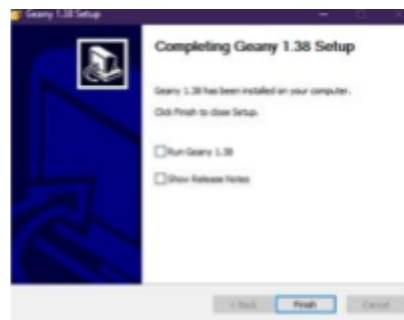 Geany 1.38 Setup
Completing Geany 1.38 Setup
Geany 1.38 has been installed on your computer.
Click Finish to close Setup.
Run Geany 1.38
Show Release Notes
< Back
Finish
Cancel